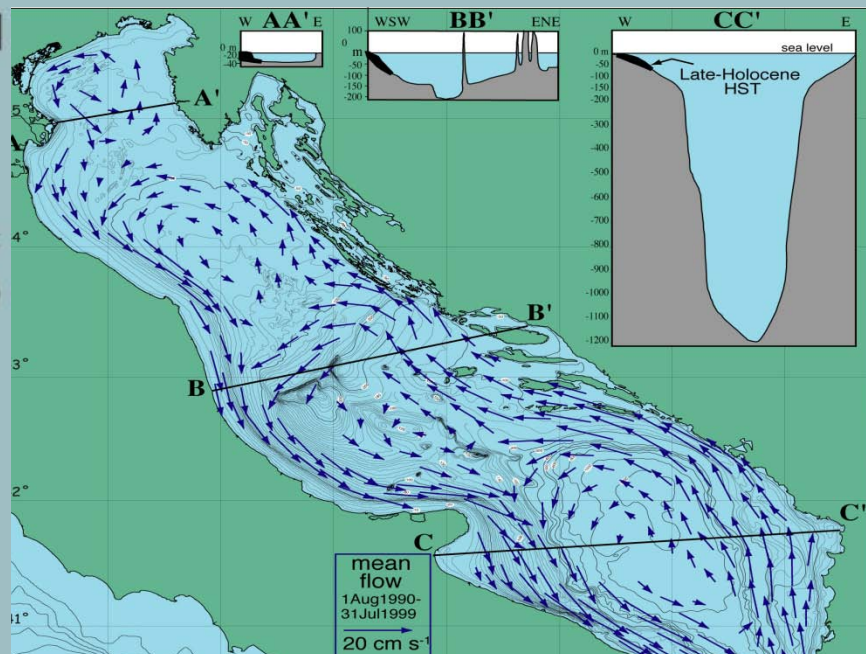 W AA' E
-20 m
-40
WSW BB' ENE
100
50
m
-50
-100
-150
-200
CC'
W E
sea level
0 m
-50
-100
-150
-200
-300
-400
-500
-600
-700
-800
-900
-1000
-1100
-1200
Late-Holocene
HST
A'
5°
A
4°
B'
3°
B
2°
C'
C
mean
flow
1Aug1990-
31Jul1999
20 cm s⁻¹
41°